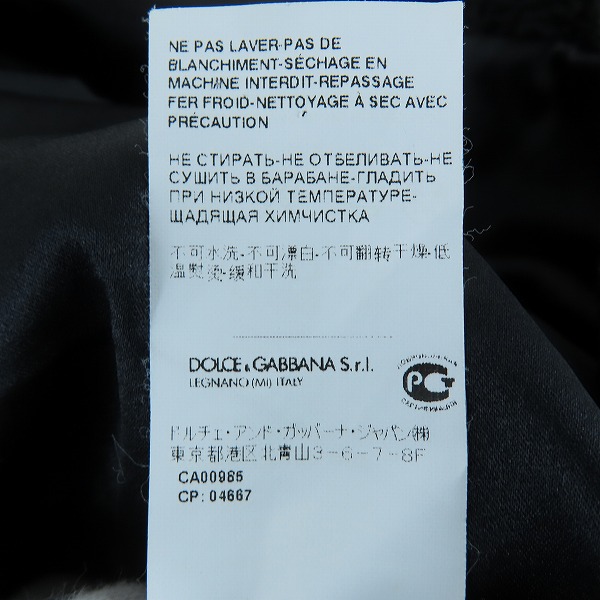 NE PAS LAVER-PAS DE
BLANCHIMENT-SÉCHAGE EN
MACHINE INTERDIT-REPASSAGE
FER FROID-NETTOYAGE À SEC AVEC
PRÉCAUTION
НЕ СТИРАТЬ-НЕ ОТБЕЛИВАТЬ-НЕ
СУШИТЬ В БАРАБАНЕ-ГЛАДИТЬ
ПРИ НИЗКОЙ ТЕМПЕРАТУРЕ-
ЩАДЯЩАЯ ХИМЧИСТКА
不可水洗-不可漂白-不可翻转干燥-低
温熨烫-缓和干洗
DOLCE & GABBANA S.r.l.
LEGNANO (MI) ITALY
РСТ
ドルチェ・アンド・ガッバーナ・ジャパン(株)
東京都港区北青山3-6-7-8F
CA00985
CP: 04667